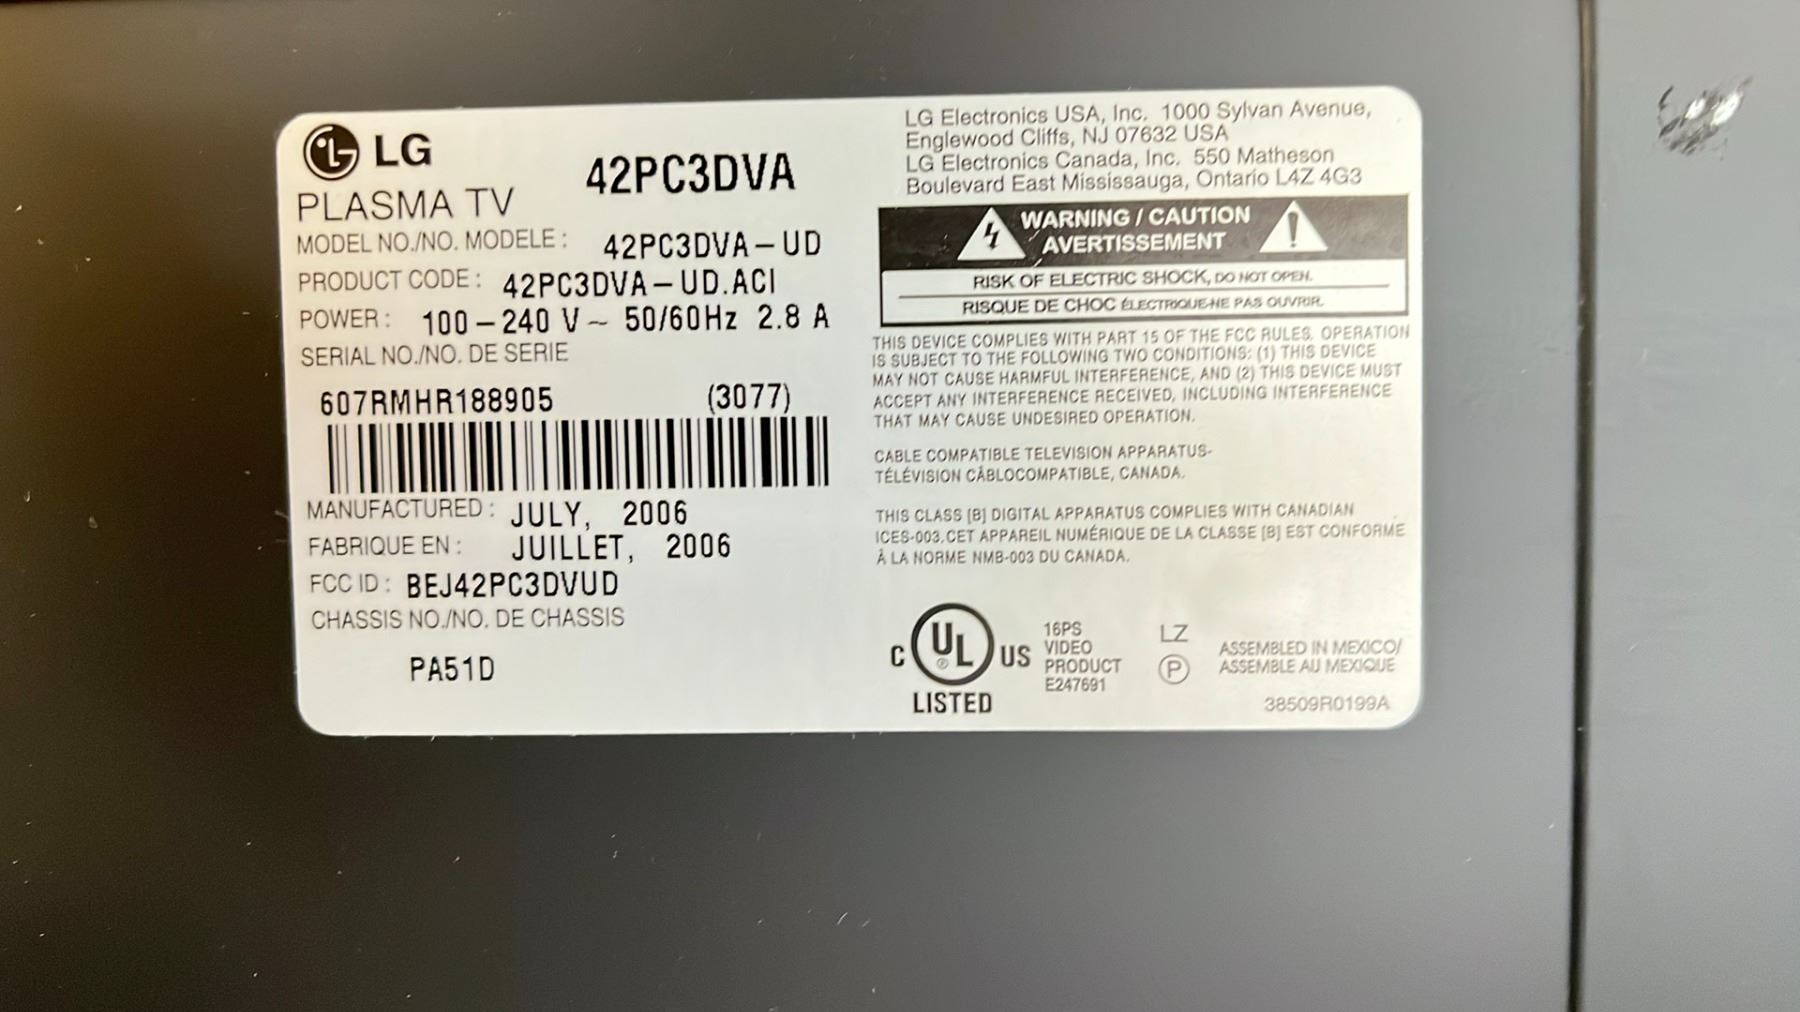 LG
PLASMA TV
42PC3DVA
MODEL NO./NO. MODELE : 42PC3DVA-UD
PRODUCT CODE : 42PC3DVA-UD.ACI
POWER : 100-240 V ~ 50/60Hz 2.8 A
SERIAL NO./NO. DE SERIE
607RMHR188905 (3077)
MANUFACTURED : JULY, 2006
FABRIQUE EN : JUILLET, 2006
FCC ID : BEJ42PC3DVUD
CHASSIS NO./NO. DE CHASSIS
PA51D
LG Electronics USA, Inc. 1000 Sylvan Avenue,
Englewood Cliffs, NJ 07632 USA
LG Electronics Canada, Inc. 550 Matheson
Boulevard East Mississauga, Ontario L4Z 4G3
WARNING / CAUTION
AVERTISSEMENT
RISK OF ELECTRIC SHOCK, DO NOT OPEN.
RISQUE DE CHOC ÉLECTRIQUE-NE PAS OUVRIR.
THIS DEVICE COMPLIES WITH PART 15 OF THE FCC RULES. OPERATION
IS SUBJECT TO THE FOLLOWING TWO CONDITIONS: (1) THIS DEVICE
MAY NOT CAUSE HARMFUL INTERFERENCE, AND (2) THIS DEVICE MUST
ACCEPT ANY INTERFERENCE RECEIVED, INCLUDING INTERFERENCE
THAT MAY CAUSE UNDESIRED OPERATION.
CABLE COMPATIBLE TELEVISION APPARATUS-
TÉLÉVISION CÂBLOCOMPATIBLE, CANADA.
THIS CLASS [B] DIGITAL APPARATUS COMPLIES WITH CANADIAN
ICES-003.CET APPAREIL NUMÉRIQUE DE LA CLASSE [B] EST CONFORME
À LA NORME NMB-003 DU CANADA.
C UL ® US
LISTED
16PS
VIDEO
PRODUCT
E247691
LZ
P
ASSEMBLED IN MEXICO/
ASSEMBLE AU MEXIQUE
38509R0199A